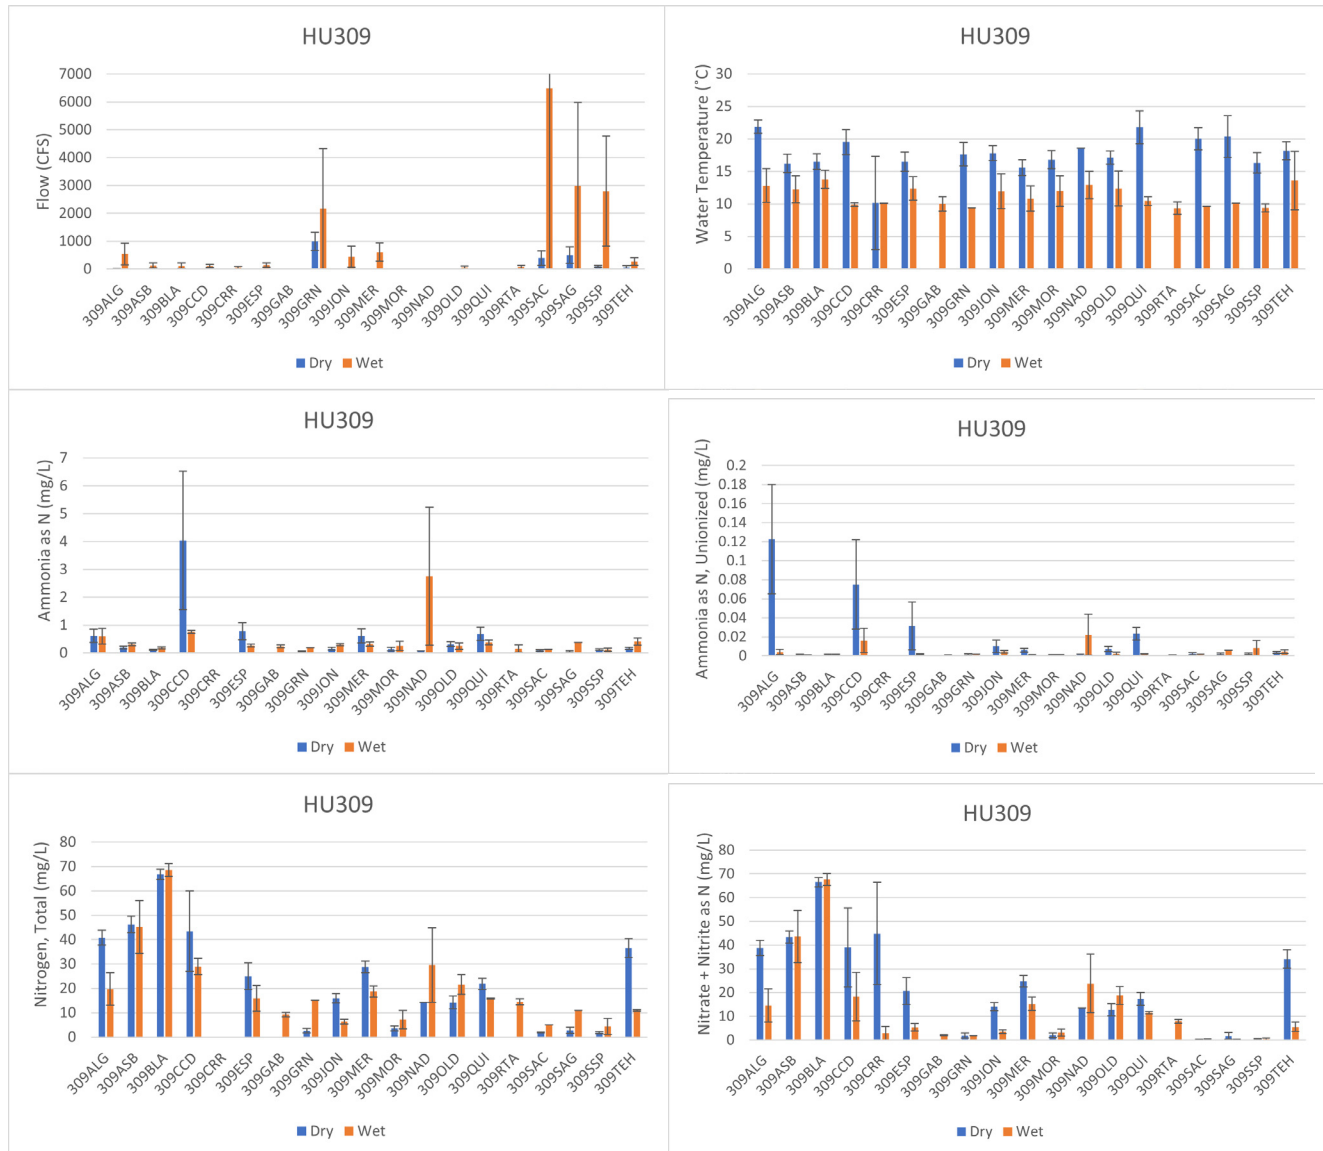 HU309
Flow (CFS)
7000
6000
5000
4000
3000
2000
1000
0
309ALG
309ASB
309BLA
309CCD
309CRR
309ESP
309GAB
309GRN
309JON
309MER
309MOR
309NAD
309OLD
309QUI
309RTA
309SAC
309SAG
309SSP
309TEH
Dry Wet
HU309
Water Temperature (˚C)
30
25
20
15
10
5
0
309ALG
309ASB
309BLA
309CCD
309CRR
309ESP
309GAB
309GRN
309JON
309MER
309MOR
309NAD
309OLD
309QUI
309RTA
309SAC
309SAG
309SSP
309TEH
Dry Wet
HU309
Ammonia as N (mg/L)
7
6
5
4
3
2
1
0
309ALG
309ASB
309BLA
309CCD
309CRR
309ESP
309GAB
309GRN
309JON
309MER
309MOR
309NAD
309OLD
309QUI
309RTA
309SAC
309SAG
309SSP
309TEH
Dry Wet
HU309
Ammonia as N, Unionized (mg/L)
0.2
0.18
0.16
0.14
0.12
0.1
0.08
0.06
0.04
0.02
0
309ALG
309ASB
309BLA
309CCD
309CRR
309ESP
309GAB
309GRN
309JON
309MER
309MOR
309NAD
309OLD
309QUI
309RTA
309SAC
309SAG
309SSP
309TEH
Dry Wet
HU309
Nitrogen, Total (mg/L)
80
70
60
50
40
30
20
10
0
309ALG
309ASB
309BLA
309CCD
309CRR
309ESP
309GAB
309GRN
309JON
309MER
309MOR
309NAD
309OLD
309QUI
309RTA
309SAC
309SAG
309SSP
309TEH
Dry Wet
HU309
Nitrate + Nitrite as N (mg/L)
80
70
60
50
40
30
20
10
0
309ALG
309ASB
309BLA
309CCD
309CRR
309ESP
309GAB
309GRN
309JON
309MER
309MOR
309NAD
309OLD
309QUI
309RTA
309SAC
309SAG
309SSP
309TEH
Dry Wet